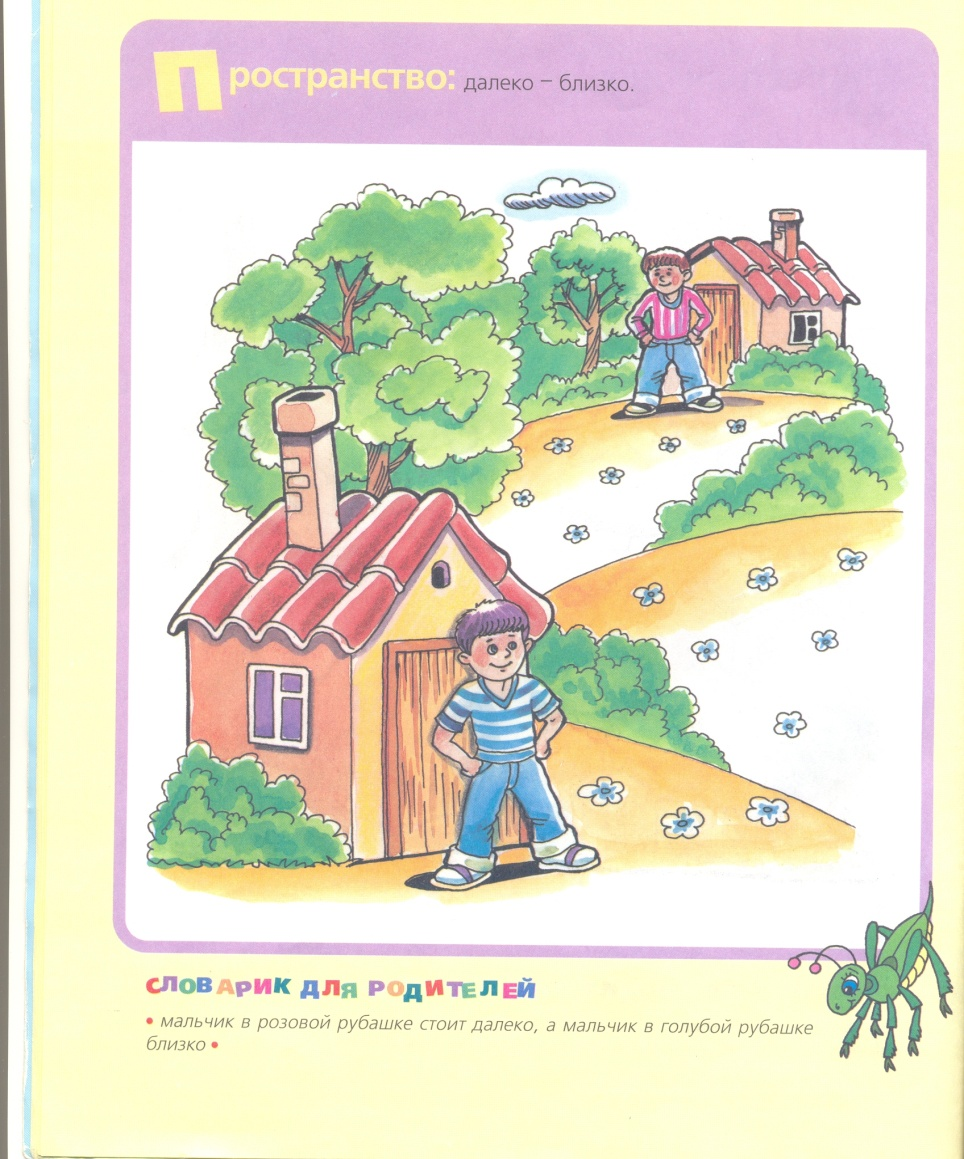 Пространство: далеко – близко.
СЛОВАРИК ДЛЯ РОДИТЕЛЕЙ
• мальчик в розовой рубашке стоит далеко, а мальчик в голубой рубашке
близко •